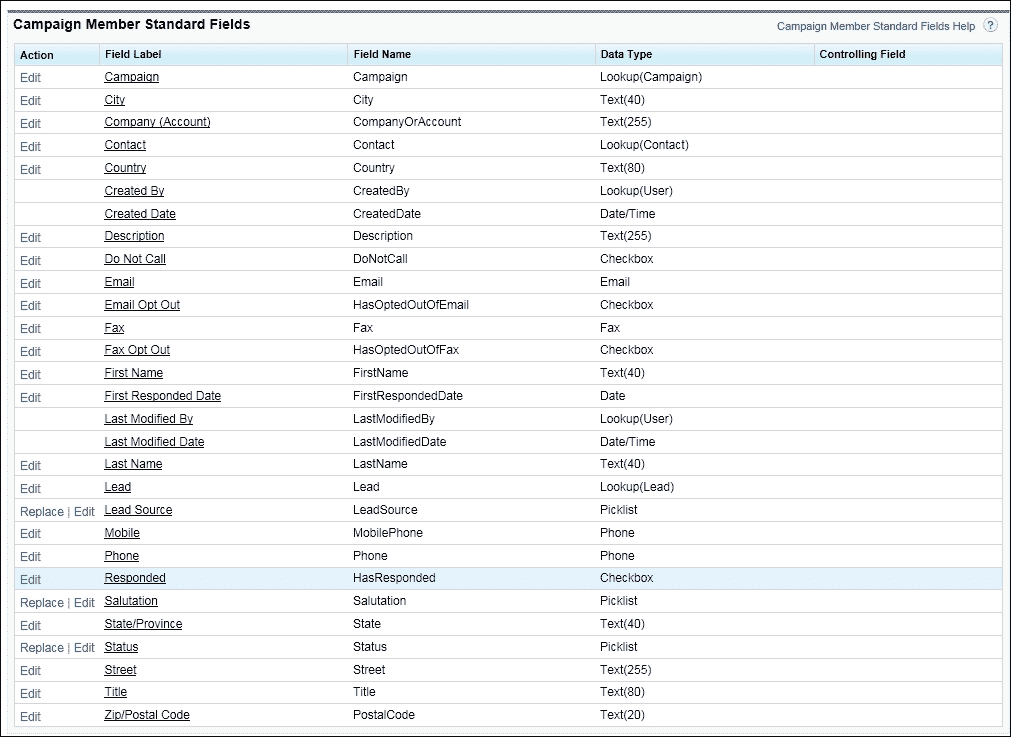 Campaign Member Standard Fields
Campaign Member Standard Fields Help ?
Action Field Label Field Name Data Type Controlling Field
Edit Campaign Campaign Lookup(Campaign)
Edit City City Text(40)
Edit Company (Account) CompanyOrAccount Text(255)
Edit Contact Contact Lookup(Contact)
Edit Country Country Text(80)
Created By CreatedBy Lookup(User)
Created Date CreatedDate Date/Time
Edit Description Description Text(255)
Edit Do Not Call DoNotCall Checkbox
Edit Email Email Email
Edit Email Opt Out HasOptedOutOfEmail Checkbox
Edit Fax Fax Fax
Edit Fax Opt Out HasOptedOutOfFax Checkbox
Edit First Name FirstName Text(40)
Edit First Responded Date FirstRespondedDate Date
Last Modified By LastModifiedBy Lookup(User)
Last Modified Date LastModifiedDate Date/Time
Edit Last Name LastName Text(40)
Edit Lead Lead Lookup(Lead)
Replace | Edit Lead Source LeadSource Picklist
Edit Mobile MobilePhone Phone
Edit Phone Phone Phone
Edit Responded HasResponded Checkbox
Replace | Edit Salutation Salutation Picklist
Edit State/Province State Text(40)
Replace | Edit Status Status Picklist
Edit Street Street Text(255)
Edit Title Title Text(80)
Edit Zip/Postal Code PostalCode Text(20)